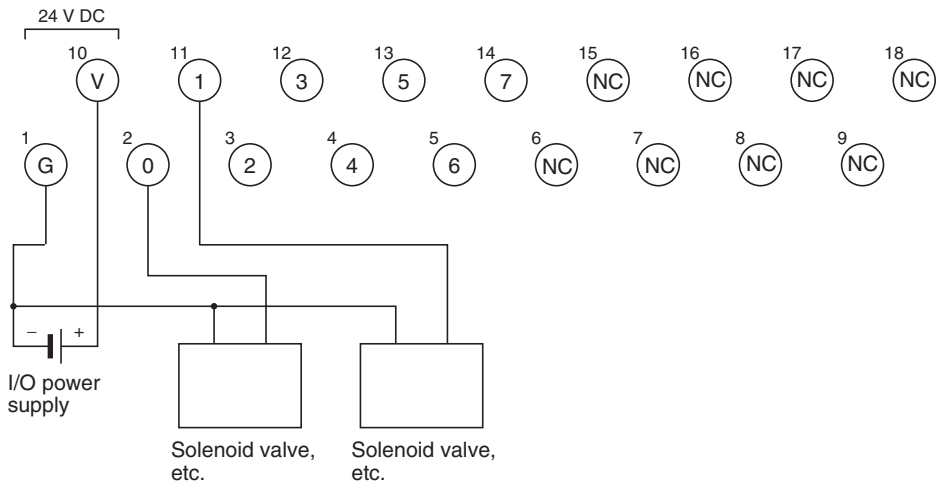 24 V DC
10 11 12 13 14 15 16 17 18
V 1 3 5 7 NC NC NC NC
1 2 3 4 5 6 7 8 9
G 0 2 4 6 NC NC NC NC
− +
I/O power
supply
Solenoid valve,
etc.
Solenoid valve,
etc.